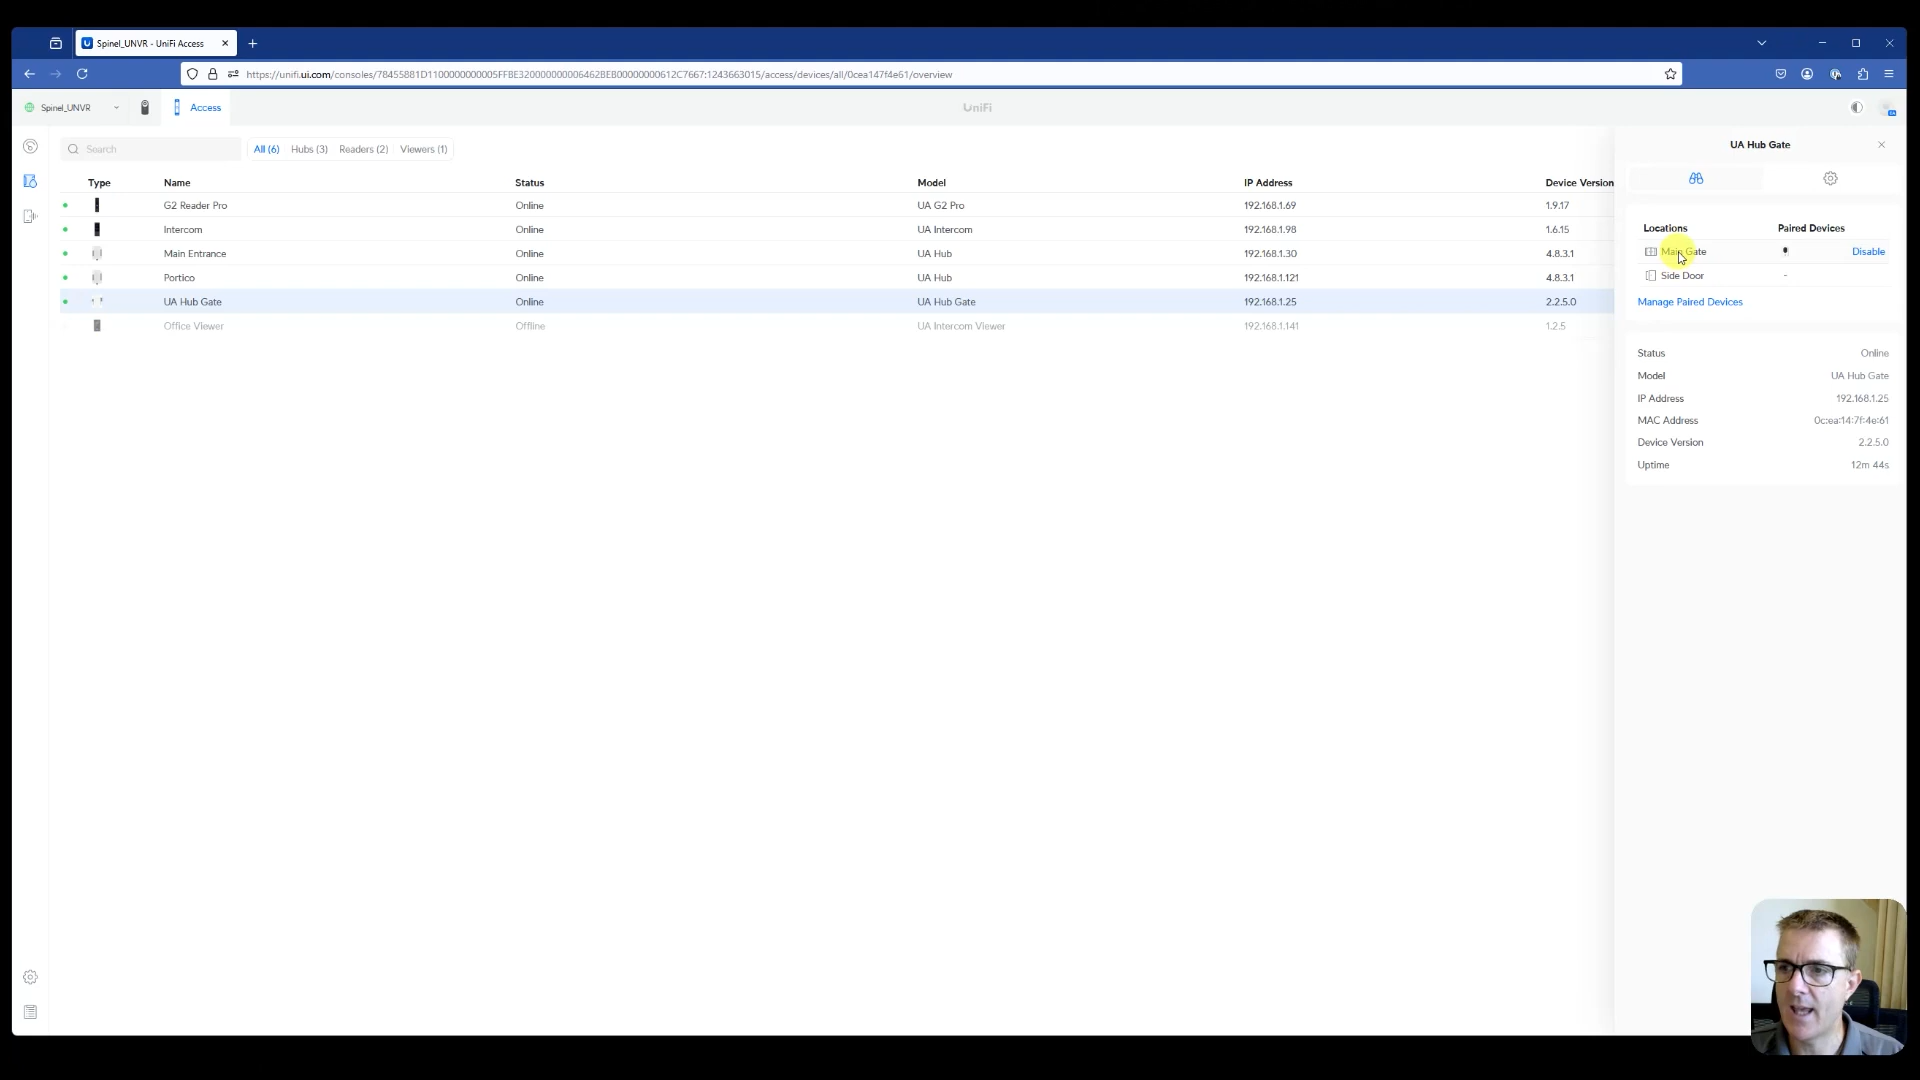 Spinel_UNVR - UniFi Access
https://unifi.ui.com/consoles/78455881D1100000000005FFBE320000000006462BEB00000000612C7667:1243663015/access/devices/all/0cea147f4e61/overview
Spinel_UNVR Access UniFi
Search All (6) Hubs (3) Readers (2) Viewers (1)
Type Name Status Model IP Address Device Version
G2 Reader Pro Online UA G2 Pro 192.168.1.69 1.9.17
Intercom Online UA Intercom 192.168.1.98 1.6.15
Main Entrance Online UA Hub 192.168.1.30 4.8.3.1
Portico Online UA Hub 192.168.1.121 4.8.3.1
UA Hub Gate Online UA Hub Gate 192.168.1.25 2.2.5.0
Office Viewer Offline UA Intercom Viewer 192.168.1.141 1.2.5
UA Hub Gate
Locations Paired Devices
Main Gate Disable
Side Door -
Manage Paired Devices
Status Online
Model UA Hub Gate
IP Address 192.168.1.25
MAC Address 0c:ea:14:7f:4e:61
Device Version 2.2.5.0
Uptime 12m 44s